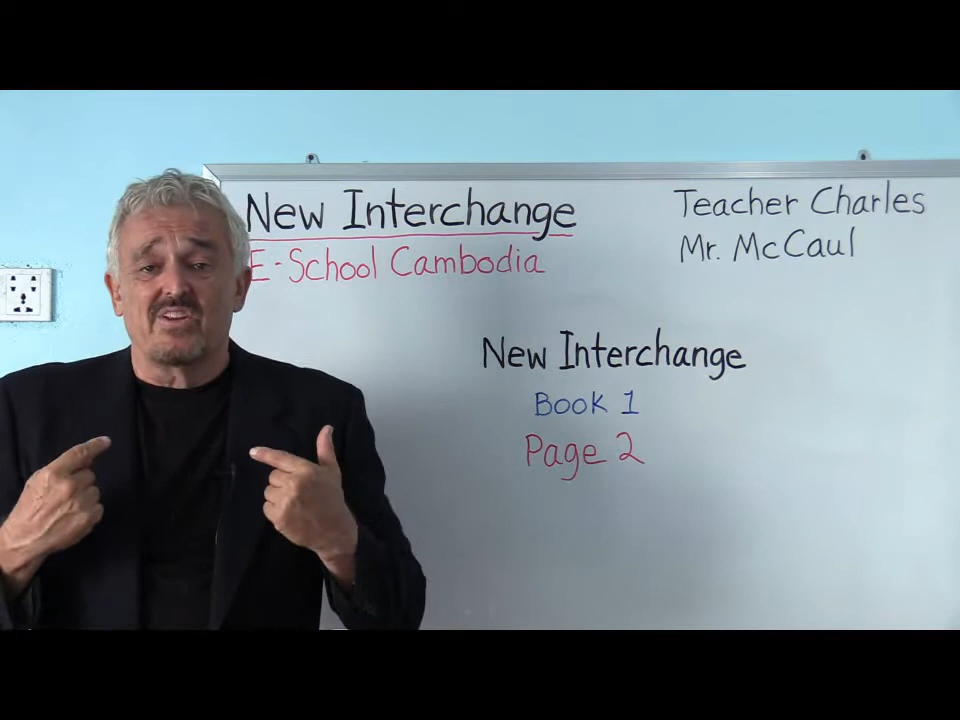 New Interchange
E-School Cambodia
Teacher Charles
Mr. McCaul
New Interchange
Book 1
Page 2